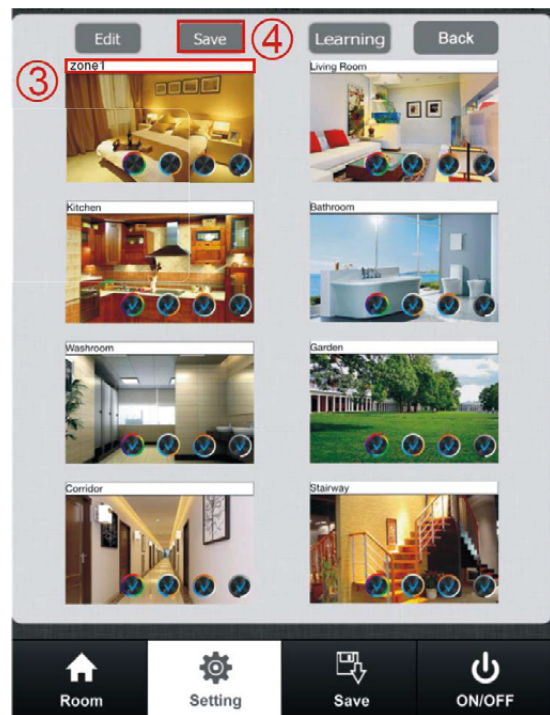 Edit Save ④ Learning Back
③ zone1 Living Room
Kitchen Bathroom
Washroom Garden
Corridor Stairway
Room Setting Save ON/OFF